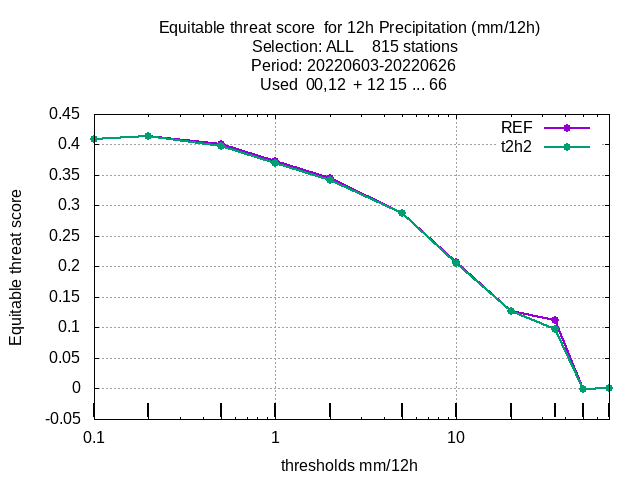 Equitable threat score  for 12h Precipitation (mm/12h)
Selection: ALL    815 stations
Period: 20220603-20220626
Used  00,12  + 12 15 ... 66
REF
t2h2
0.45
0.4
0.35
0.3
0.25
0.2
0.15
0.1
0.05
0
-0.05
Equitable threat score
0.1 1 10
thresholds mm/12h